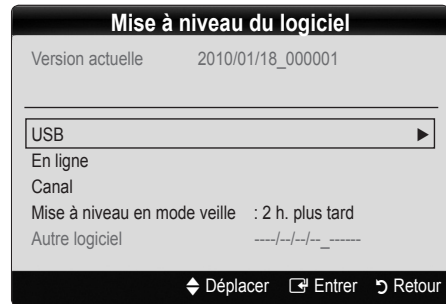 Mise à niveau du logiciel
Version actuelle 2010/01/18_000001
USB
En ligne
Canal
Mise à niveau en mode veille : 2 h. plus tard
Autre logiciel ----/--/--/--_------
Déplacer Entrer Retour